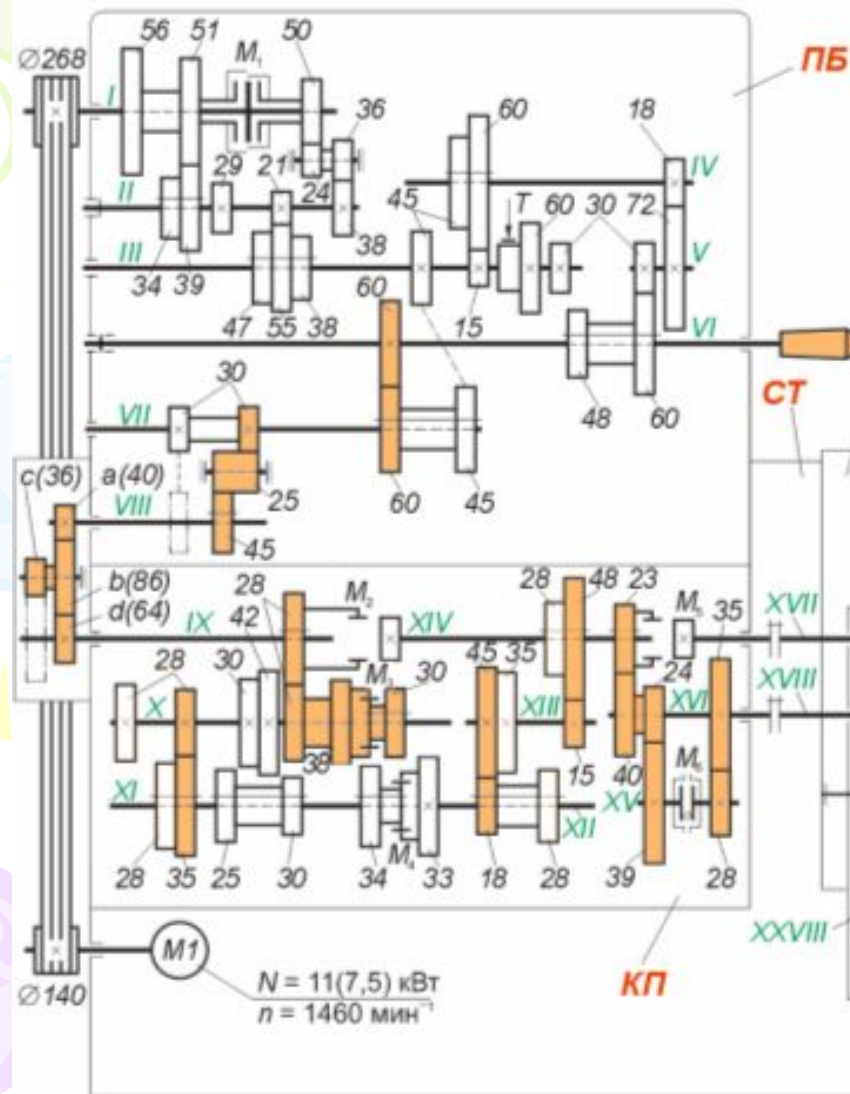 56 51 50
Ø268 M₁ ПБ
I 36 60 18
29 21
II 24 45 T 60 30 72 IV
III 38 V
34 39 60
47 55 38 15 VI
30 48 60 СТ
VII
c(36) a(40)
VIII 25 60 45
45
b(86) 28 M₂ 28 48 23 M₅ 35
d(64) IX 42 XIV XVII
28 30 M₃ 30 45 35 24 XVIII
X XIII XVI
38 15 40 M₆
XI XV
XII
28 35 25 30 34 M₄ 33 18 28 39 28
M1 XXVIII
N = 11(7,5) кВт КП
Ø140 n = 1460 мин⁻¹